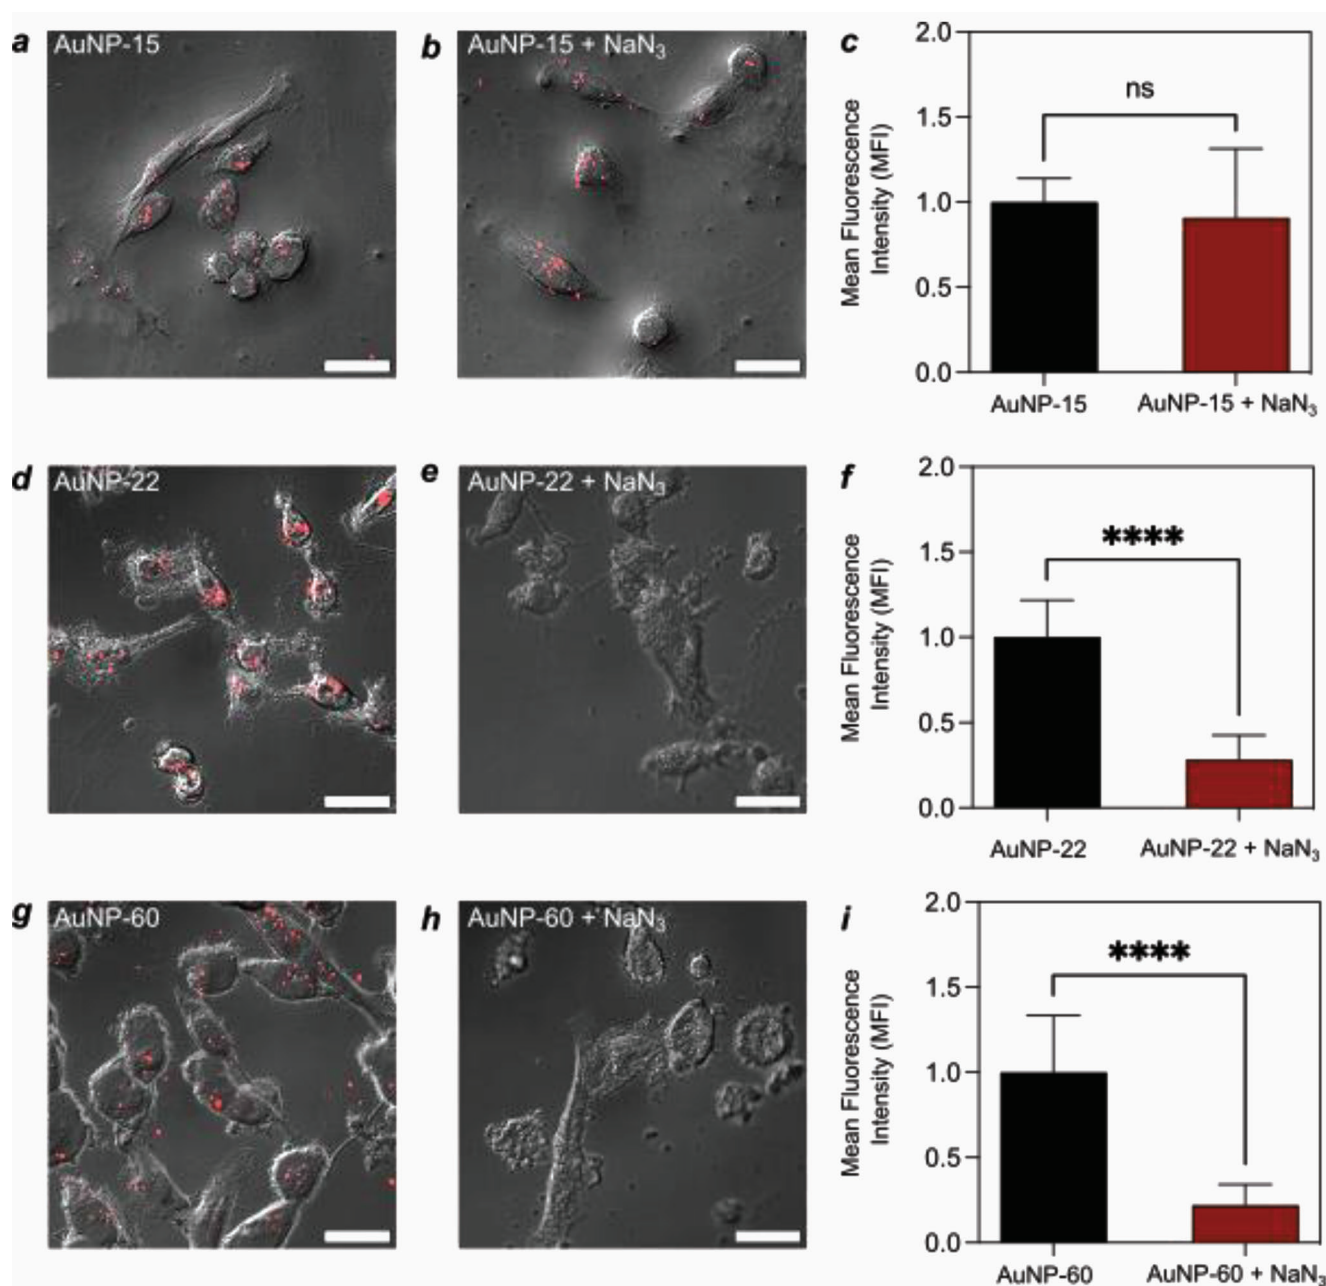 a AuNP-15
b AuNP-15 + NaN₃
c
2.0
1.5
1.0
0.5
0.0
Mean Fluorescence
Intensity (MFI)
ns
AuNP-15
AuNP-15 + NaN₃
d AuNP-22
e AuNP-22 + NaN₃
f
2.0
1.5
1.0
0.5
0.0
Mean Fluorescence
Intensity (MFI)
****
AuNP-22
AuNP-22 + NaN₃
g AuNP-60
h AuNP-60 + NaN₃
i
2.0
1.5
1.0
0.5
0.0
Mean Fluorescence
Intensity (MFI)
****
AuNP-60
AuNP-60 + NaN₃